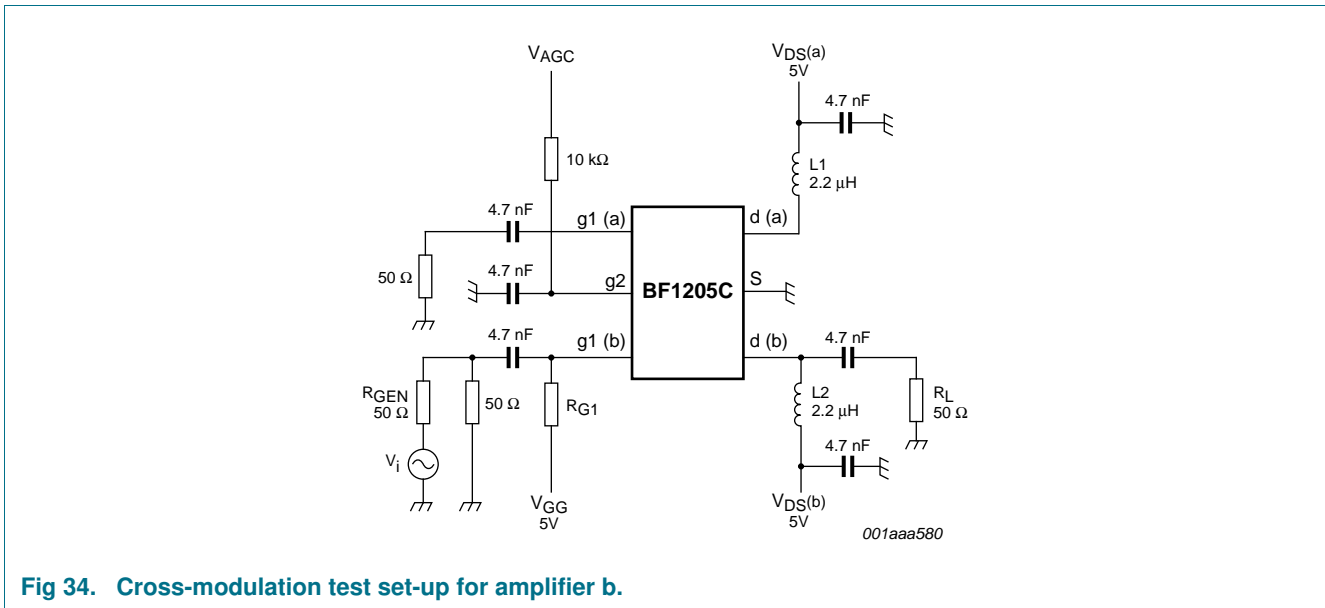 VAGC
VDS(a)
5V
4.7 nF
10 kΩ
L1
2.2 μH
4.7 nF
g1 (a)
d (a)
50 Ω
4.7 nF
g2
BF1205C
S
4.7 nF
g1 (b)
d (b)
4.7 nF
RGEN
50 Ω
50 Ω
RG1
L2
2.2 μH
RL
50 Ω
Vi
4.7 nF
VGG
5V
VDS(b)
5V
001aaa580
Fig 34. Cross-modulation test set-up for amplifier b.